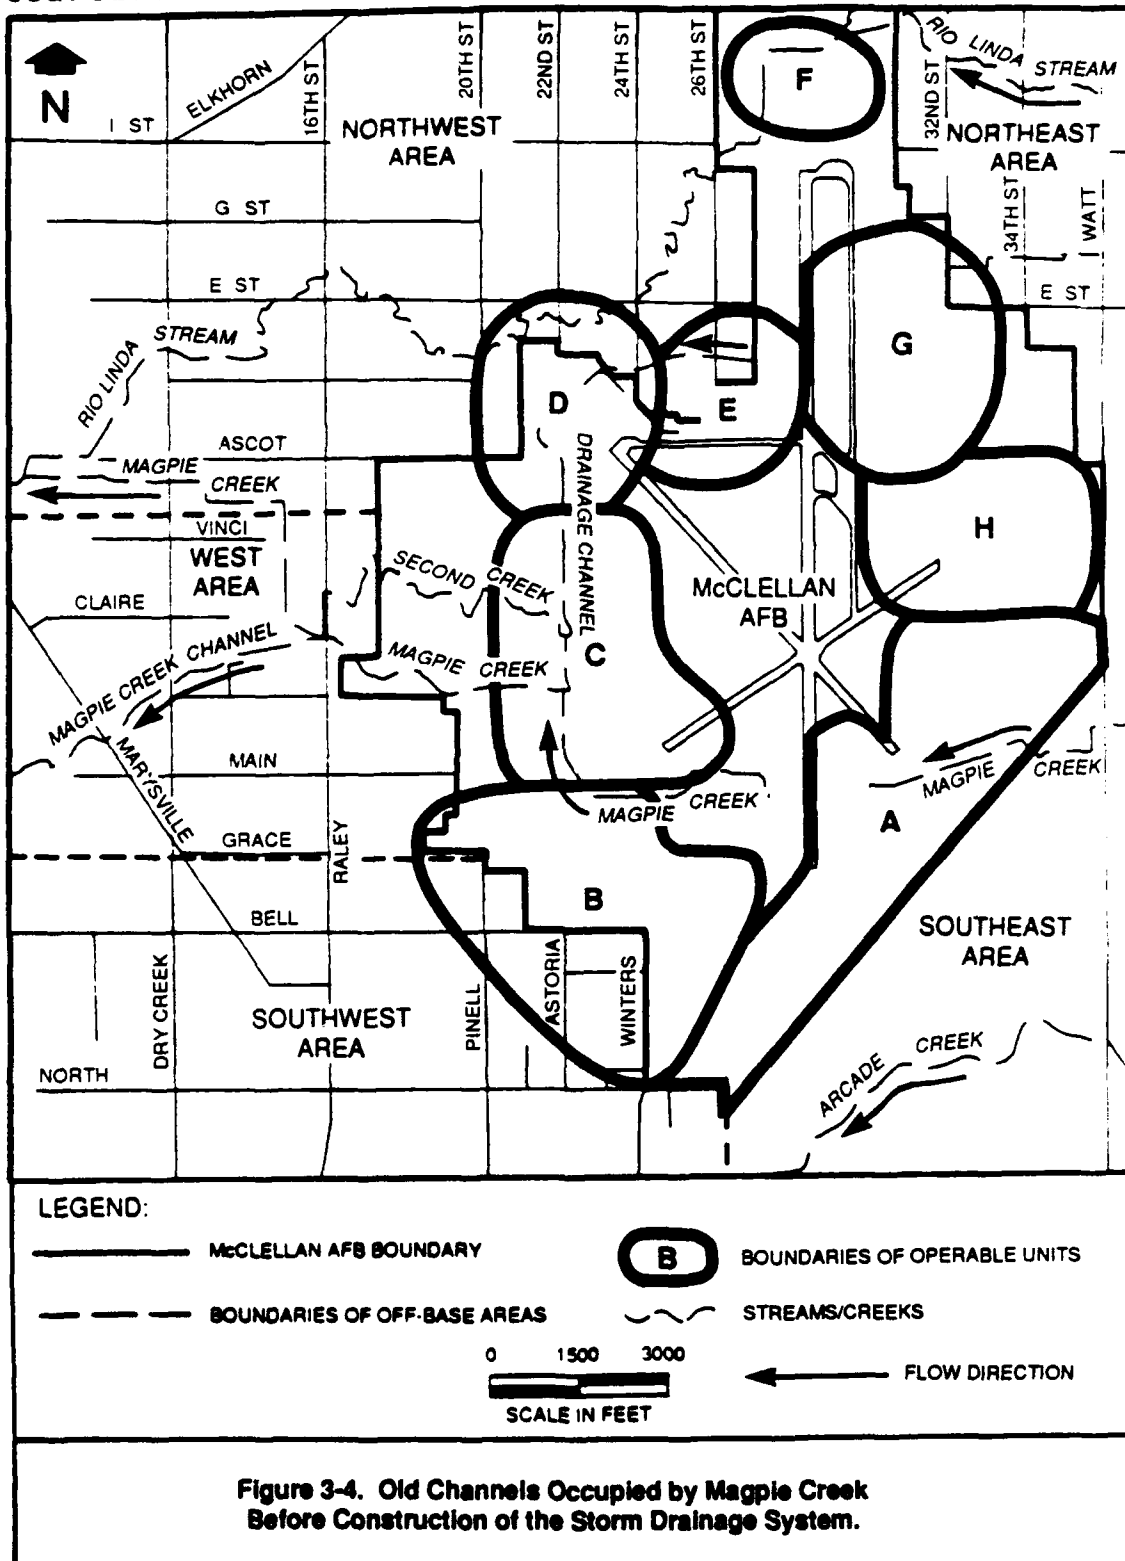 N
ELKHORN
I ST
16TH ST
20TH ST
22ND ST
24TH ST
26TH ST
F
32ND ST
RIO LINDA STREAM
NORTHWEST
AREA
NORTHEAST
AREA
34TH ST
WATT
G ST
E ST
E ST
RIO LINDA STREAM
D
E
G
ASCOT
MAGPIE CREEK
DRAINAGE CHANNEL
VINCI
WEST
AREA
SECOND CREEK
H
CLAIRE
McCLELLAN
AFB
MAGPIE CREEK CHANNEL
MAGPIE CREEK
C
MARYSVILLE
MAIN
MAGPIE CREEK
MAGPIE CREEK
A
GRACE
RALEY
B
BELL
SOUTHEAST
AREA
DRY CREEK
PINELL
ASTORIA
WINTERS
SOUTHWEST
AREA
ARCADE CREEK
NORTH
LEGEND:
McCLELLAN AFB BOUNDARY
B
BOUNDARIES OF OPERABLE UNITS
BOUNDARIES OF OFF-BASE AREAS
STREAMS/CREEKS
0 1500 3000
SCALE IN FEET
FLOW DIRECTION
Figure 3-4. Old Channels Occupied by Magpie Creek
Before Construction of the Storm Drainage System.